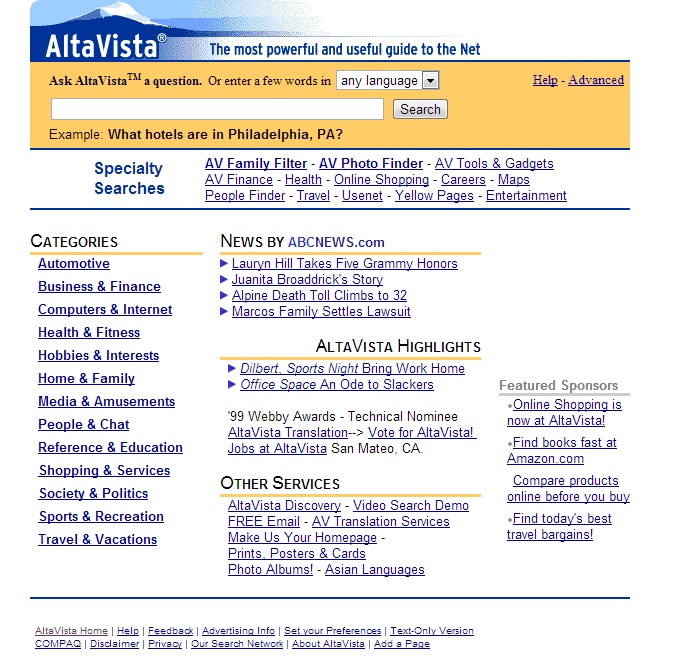 AltaVista®
The most powerful and useful guide to the Net
Ask AltaVista™ a question. Or enter a few words in any language
Help - Advanced
Search
Example: What hotels are in Philadelphia, PA?
Specialty
Searches
AV Family Filter - AV Photo Finder - AV Tools & Gadgets
AV Finance - Health - Online Shopping - Careers - Maps
People Finder - Travel - Usenet - Yellow Pages - Entertainment
CATEGORIES
Automotive
Business & Finance
Computers & Internet
Health & Fitness
Hobbies & Interests
Home & Family
Media & Amusements
People & Chat
Reference & Education
Shopping & Services
Society & Politics
Sports & Recreation
Travel & Vacations
NEWS BY ABCNEWS.com
Lauryn Hill Takes Five Grammy Honors
Juanita Broaddrick's Story
Alpine Death Toll Climbs to 32
Marcos Family Settles Lawsuit
ALTAVISTA HIGHLIGHTS
Dilbert, Sports Night Bring Work Home
Office Space An Ode to Slackers
'99 Webby Awards - Technical Nominee
AltaVista Translation--> Vote for AltaVista!
Jobs at AltaVista San Mateo, CA.
OTHER SERVICES
AltaVista Discovery - Video Search Demo
FREE Email - AV Translation Services
Make Us Your Homepage -
Prints, Posters & Cards
Photo Albums! - Asian Languages
Featured Sponsors
Online Shopping is
now at AltaVista!
Find books fast at
Amazon.com
Compare products
online before you buy
Find today's best
travel bargains!
AltaVista Home | Help | Feedback | Advertising Info | Set your Preferences | Text-Only Version
COMPAQ | Disclaimer | Privacy | Our Search Network | About AltaVista | Add a Page